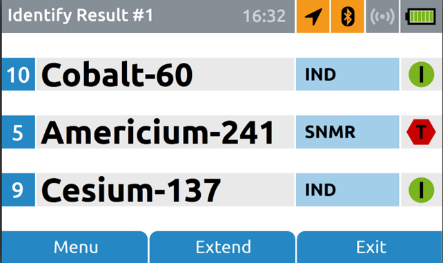 Identify Result #1 16:32
10 Cobalt-60 IND I
5 Americium-241 SNMR T
9 Cesium-137 IND I
Menu Extend Exit